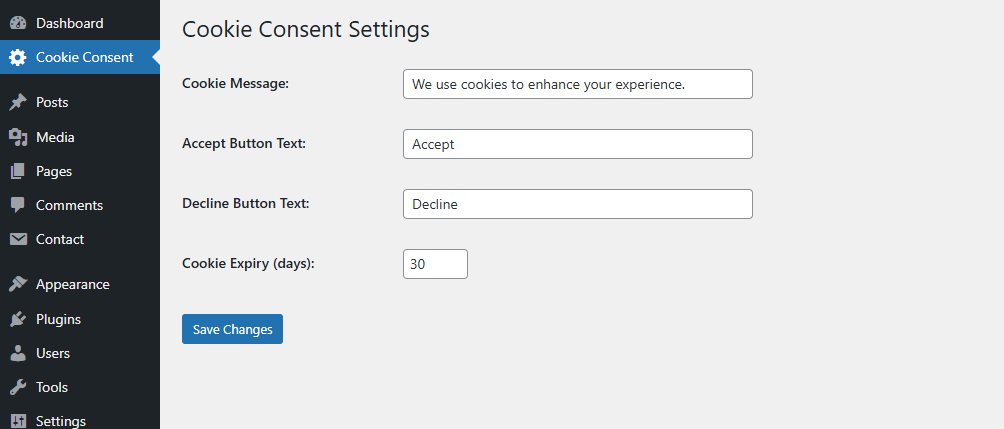 Dashboard
Cookie Consent
Posts
Media
Pages
Comments
Contact
Appearance
Plugins
Users
Tools
Settings
Cookie Consent Settings
Cookie Message:
We use cookies to enhance your experience.
Accept Button Text:
Accept
Decline Button Text:
Decline
Cookie Expiry (days):
30
Save Changes